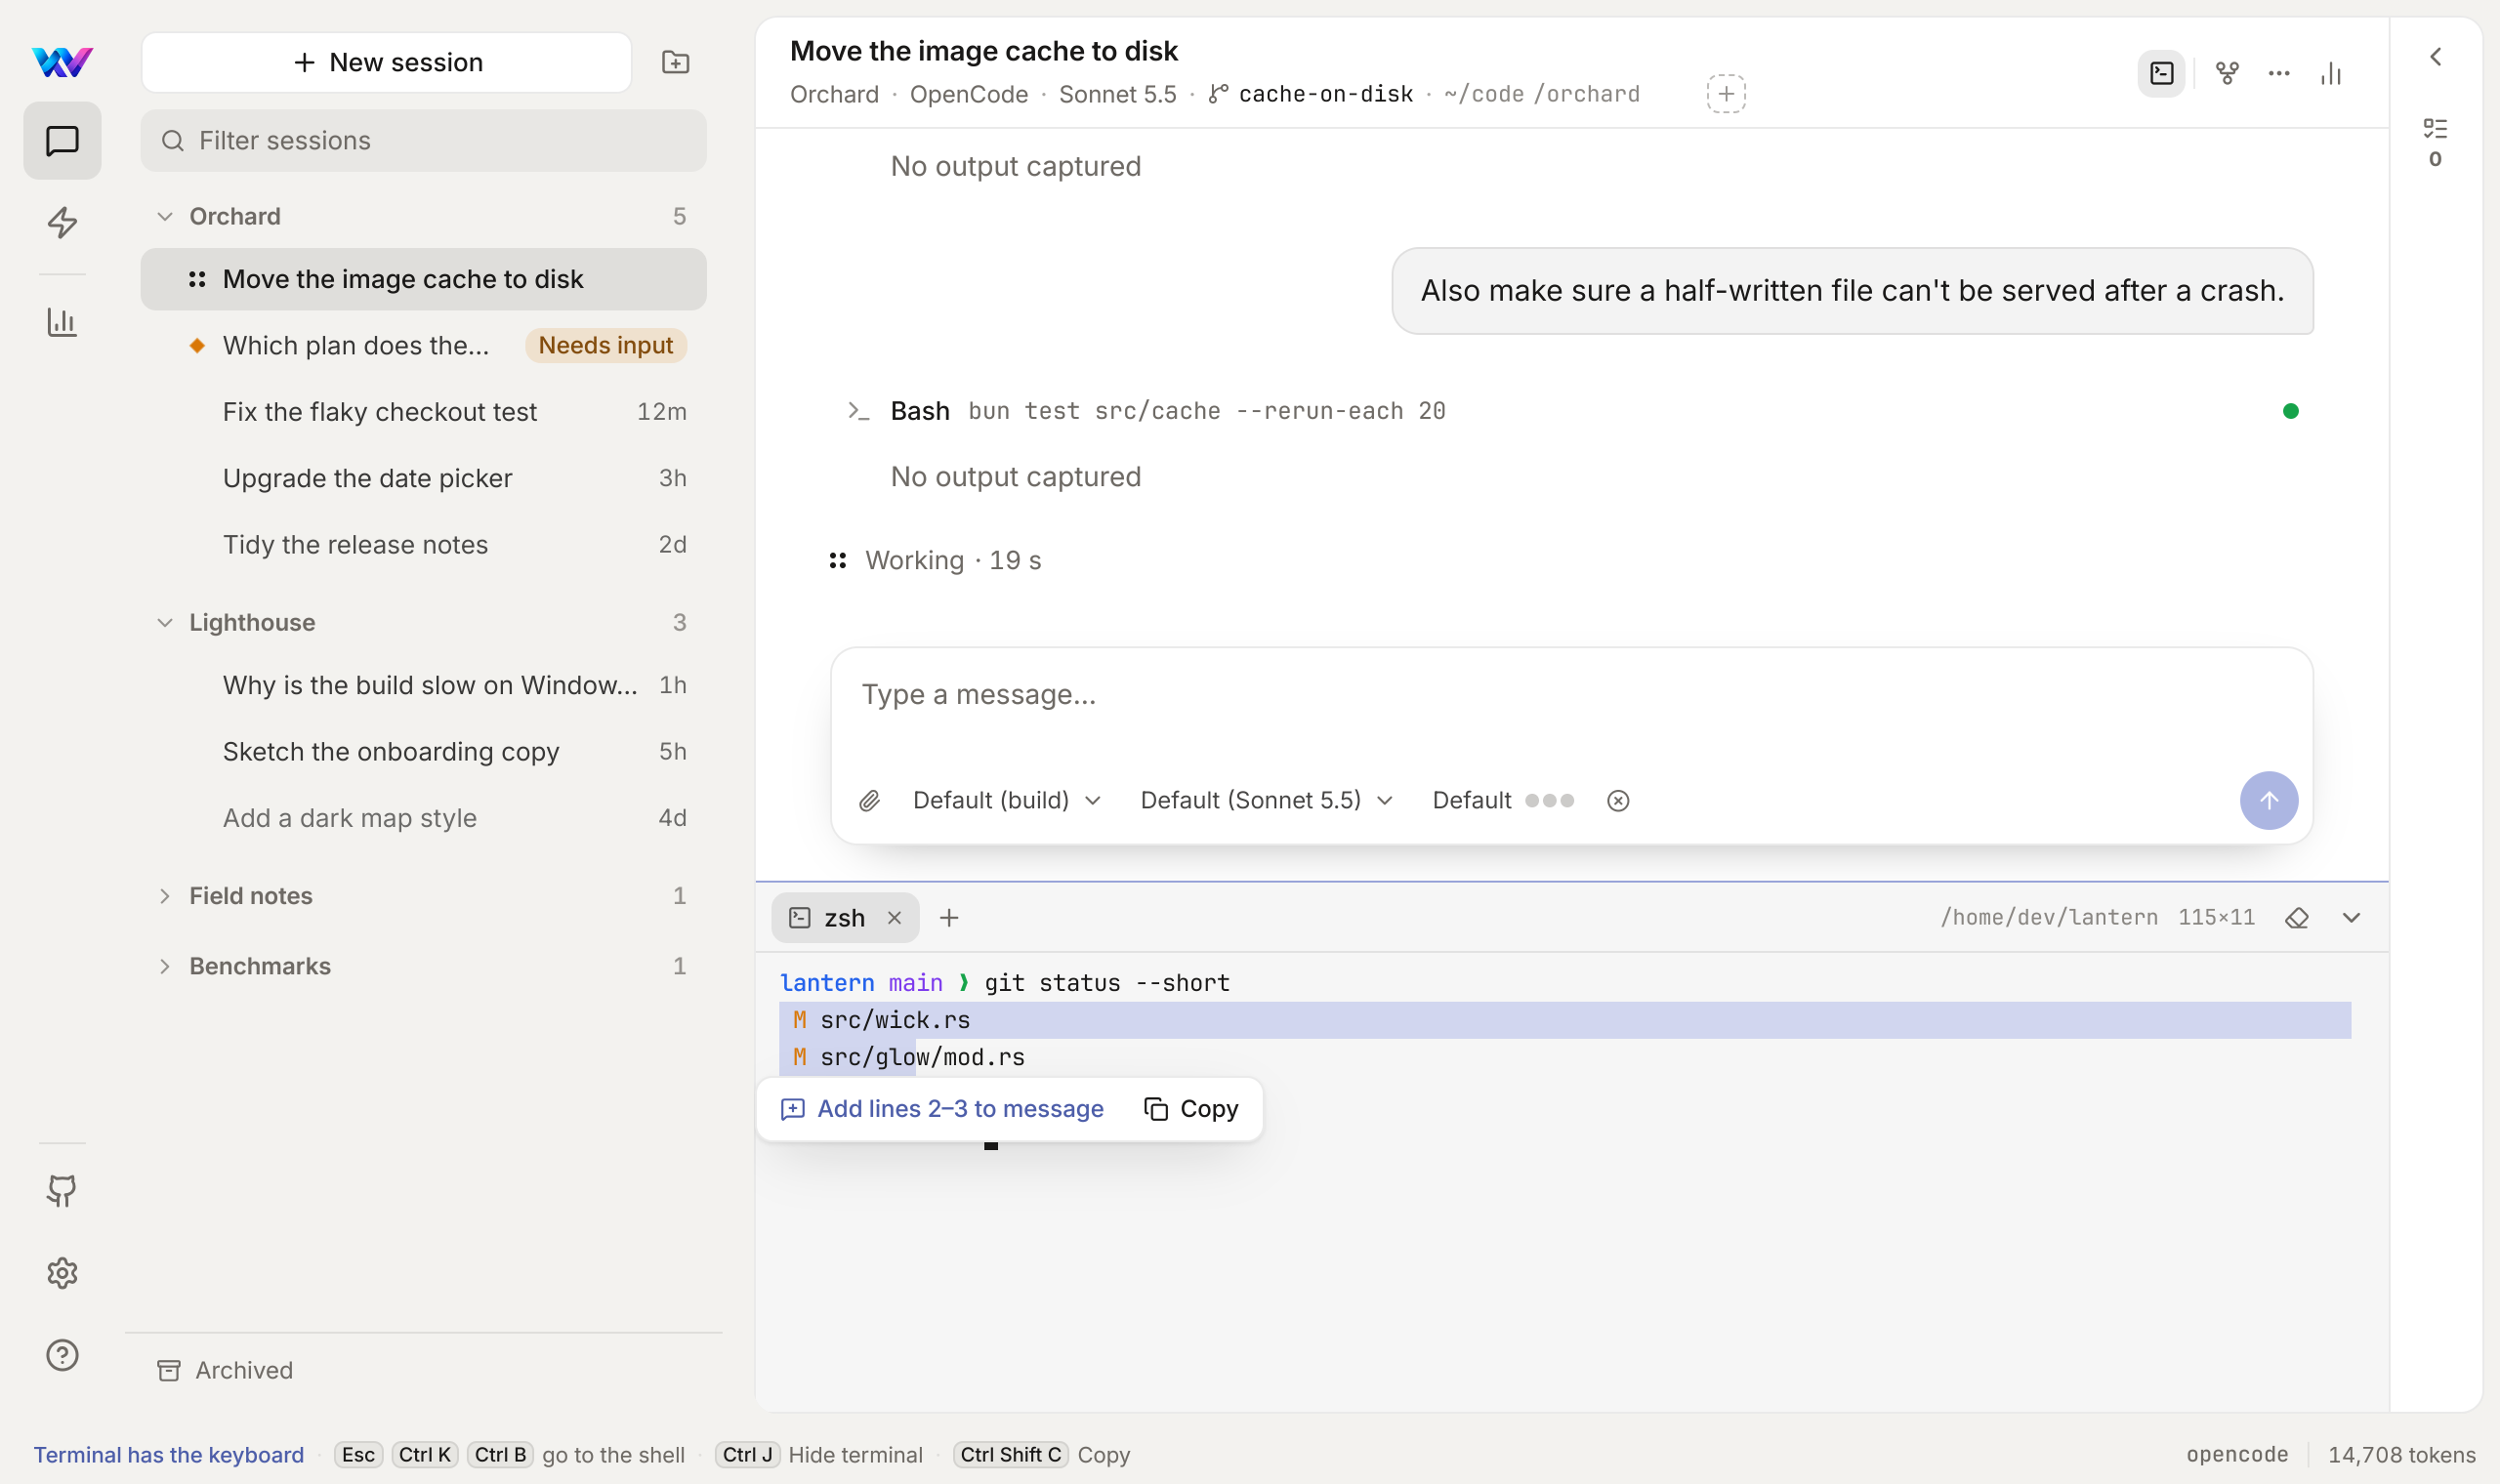 New session
Filter sessions
Orchard 5
Move the image cache to disk
Which plan does the... Needs input
Fix the flaky checkout test 12m
Upgrade the date picker 3h
Tidy the release notes 2d
Lighthouse 3
Why is the build slow on Window... 1h
Sketch the onboarding copy 5h
Add a dark map style 4d
Field notes 1
Benchmarks 1
Archived
Move the image cache to disk
Orchard · OpenCode · Sonnet 5.5 · cache-on-disk · ~/code /orchard
0
No output captured
Also make sure a half-written file can't be served after a crash.
Bash bun test src/cache --rerun-each 20
No output captured
Working · 19 s
Type a message...
Default (build) Default (Sonnet 5.5) Default
zsh /home/dev/lantern 115×11
lantern main ❯ git status --short
M src/wick.rs
M src/glow/mod.rs
Add lines 2–3 to message Copy
Terminal has the keyboard · Esc Ctrl K Ctrl B go to the shell · Ctrl J Hide terminal · Ctrl Shift C Copy
opencode 14,708 tokens